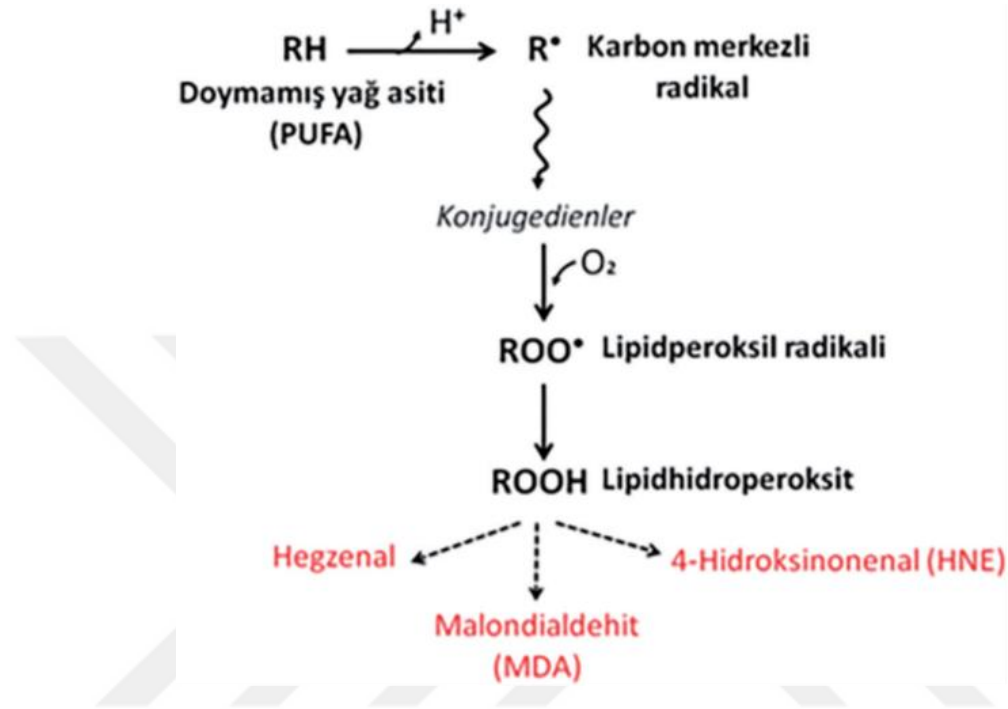 H⁺
RH
R• Karbon merkezli
radikal
Doymamış yağ asiti
(PUFA)
Konjugedienler
O₂
ROO• Lipidperoksil radikali
ROOH Lipidhidroperoksit
Hegzenal
4-Hidroksinonenal (HNE)
Malondialdehit
(MDA)